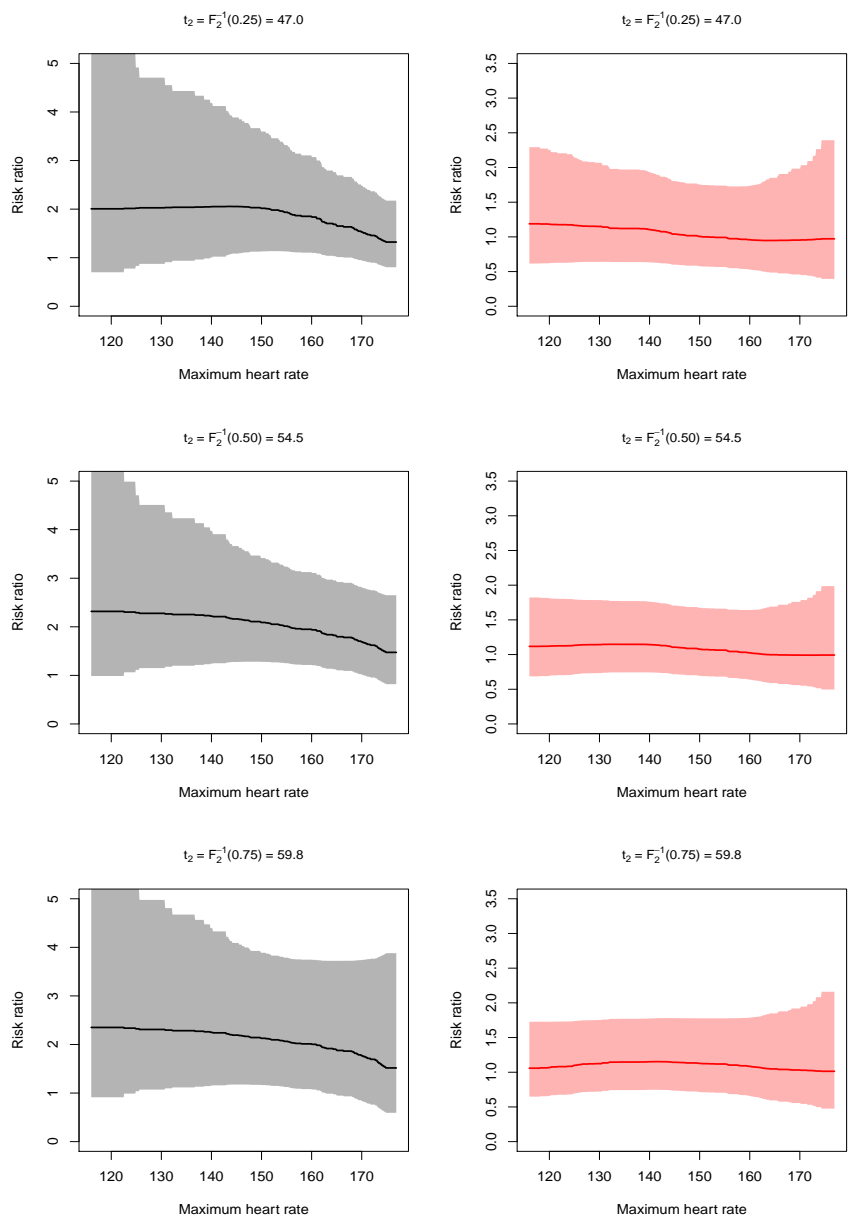 t₂ = F₂⁻¹(0.25) = 47.0
t₂ = F₂⁻¹(0.25) = 47.0
Risk ratio
0 1 2 3 4 5
120 130 140 150 160 170
Maximum heart rate
Risk ratio
0.0 0.5 1.0 1.5 2.0 2.5 3.0 3.5
120 130 140 150 160 170
Maximum heart rate
t₂ = F₂⁻¹(0.50) = 54.5
t₂ = F₂⁻¹(0.50) = 54.5
Risk ratio
0 1 2 3 4 5
120 130 140 150 160 170
Maximum heart rate
Risk ratio
0.0 0.5 1.0 1.5 2.0 2.5 3.0 3.5
120 130 140 150 160 170
Maximum heart rate
t₂ = F₂⁻¹(0.75) = 59.8
t₂ = F₂⁻¹(0.75) = 59.8
Risk ratio
0 1 2 3 4 5
120 130 140 150 160 170
Maximum heart rate
Risk ratio
0.0 0.5 1.0 1.5 2.0 2.5 3.0 3.5
120 130 140 150 160 170
Maximum heart rate